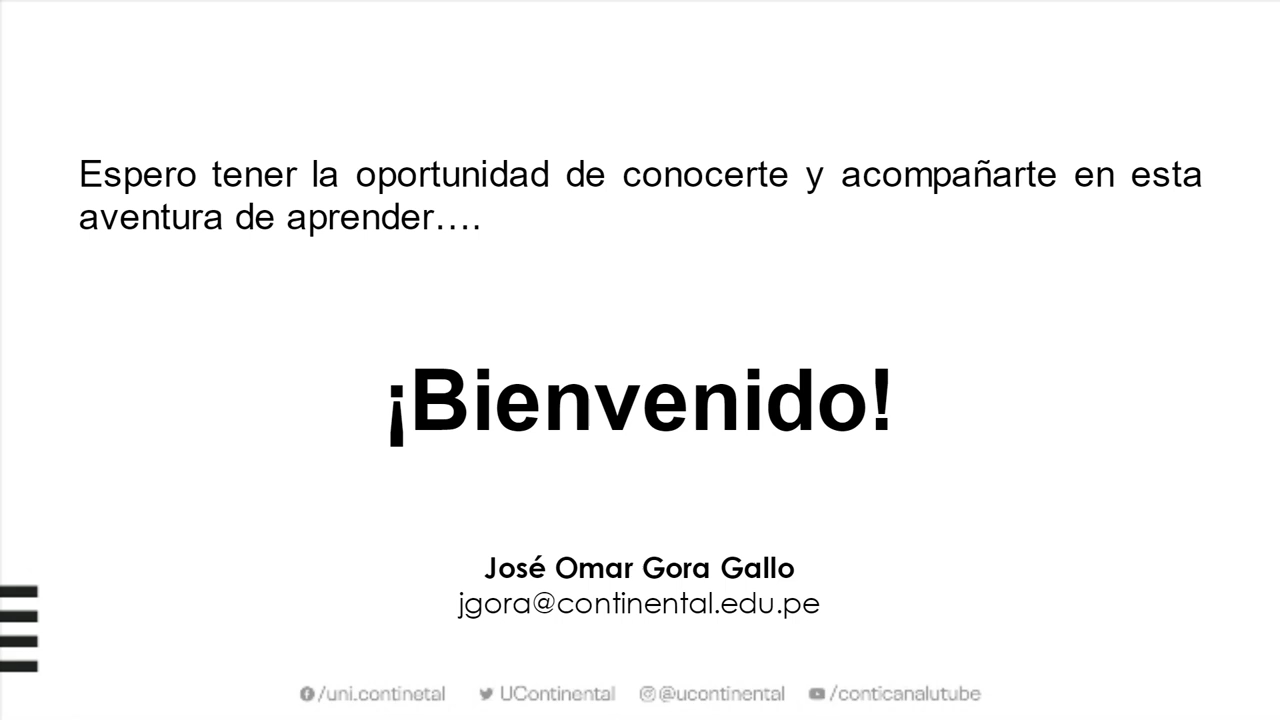 Espero tener la oportunidad de conocerte y acompañarte en esta
aventura de aprender….
¡Bienvenido!
José Omar Gora Gallo
jgora@continental.edu.pe
/uni.continetal UContinental @ucontinental /conticanalutube